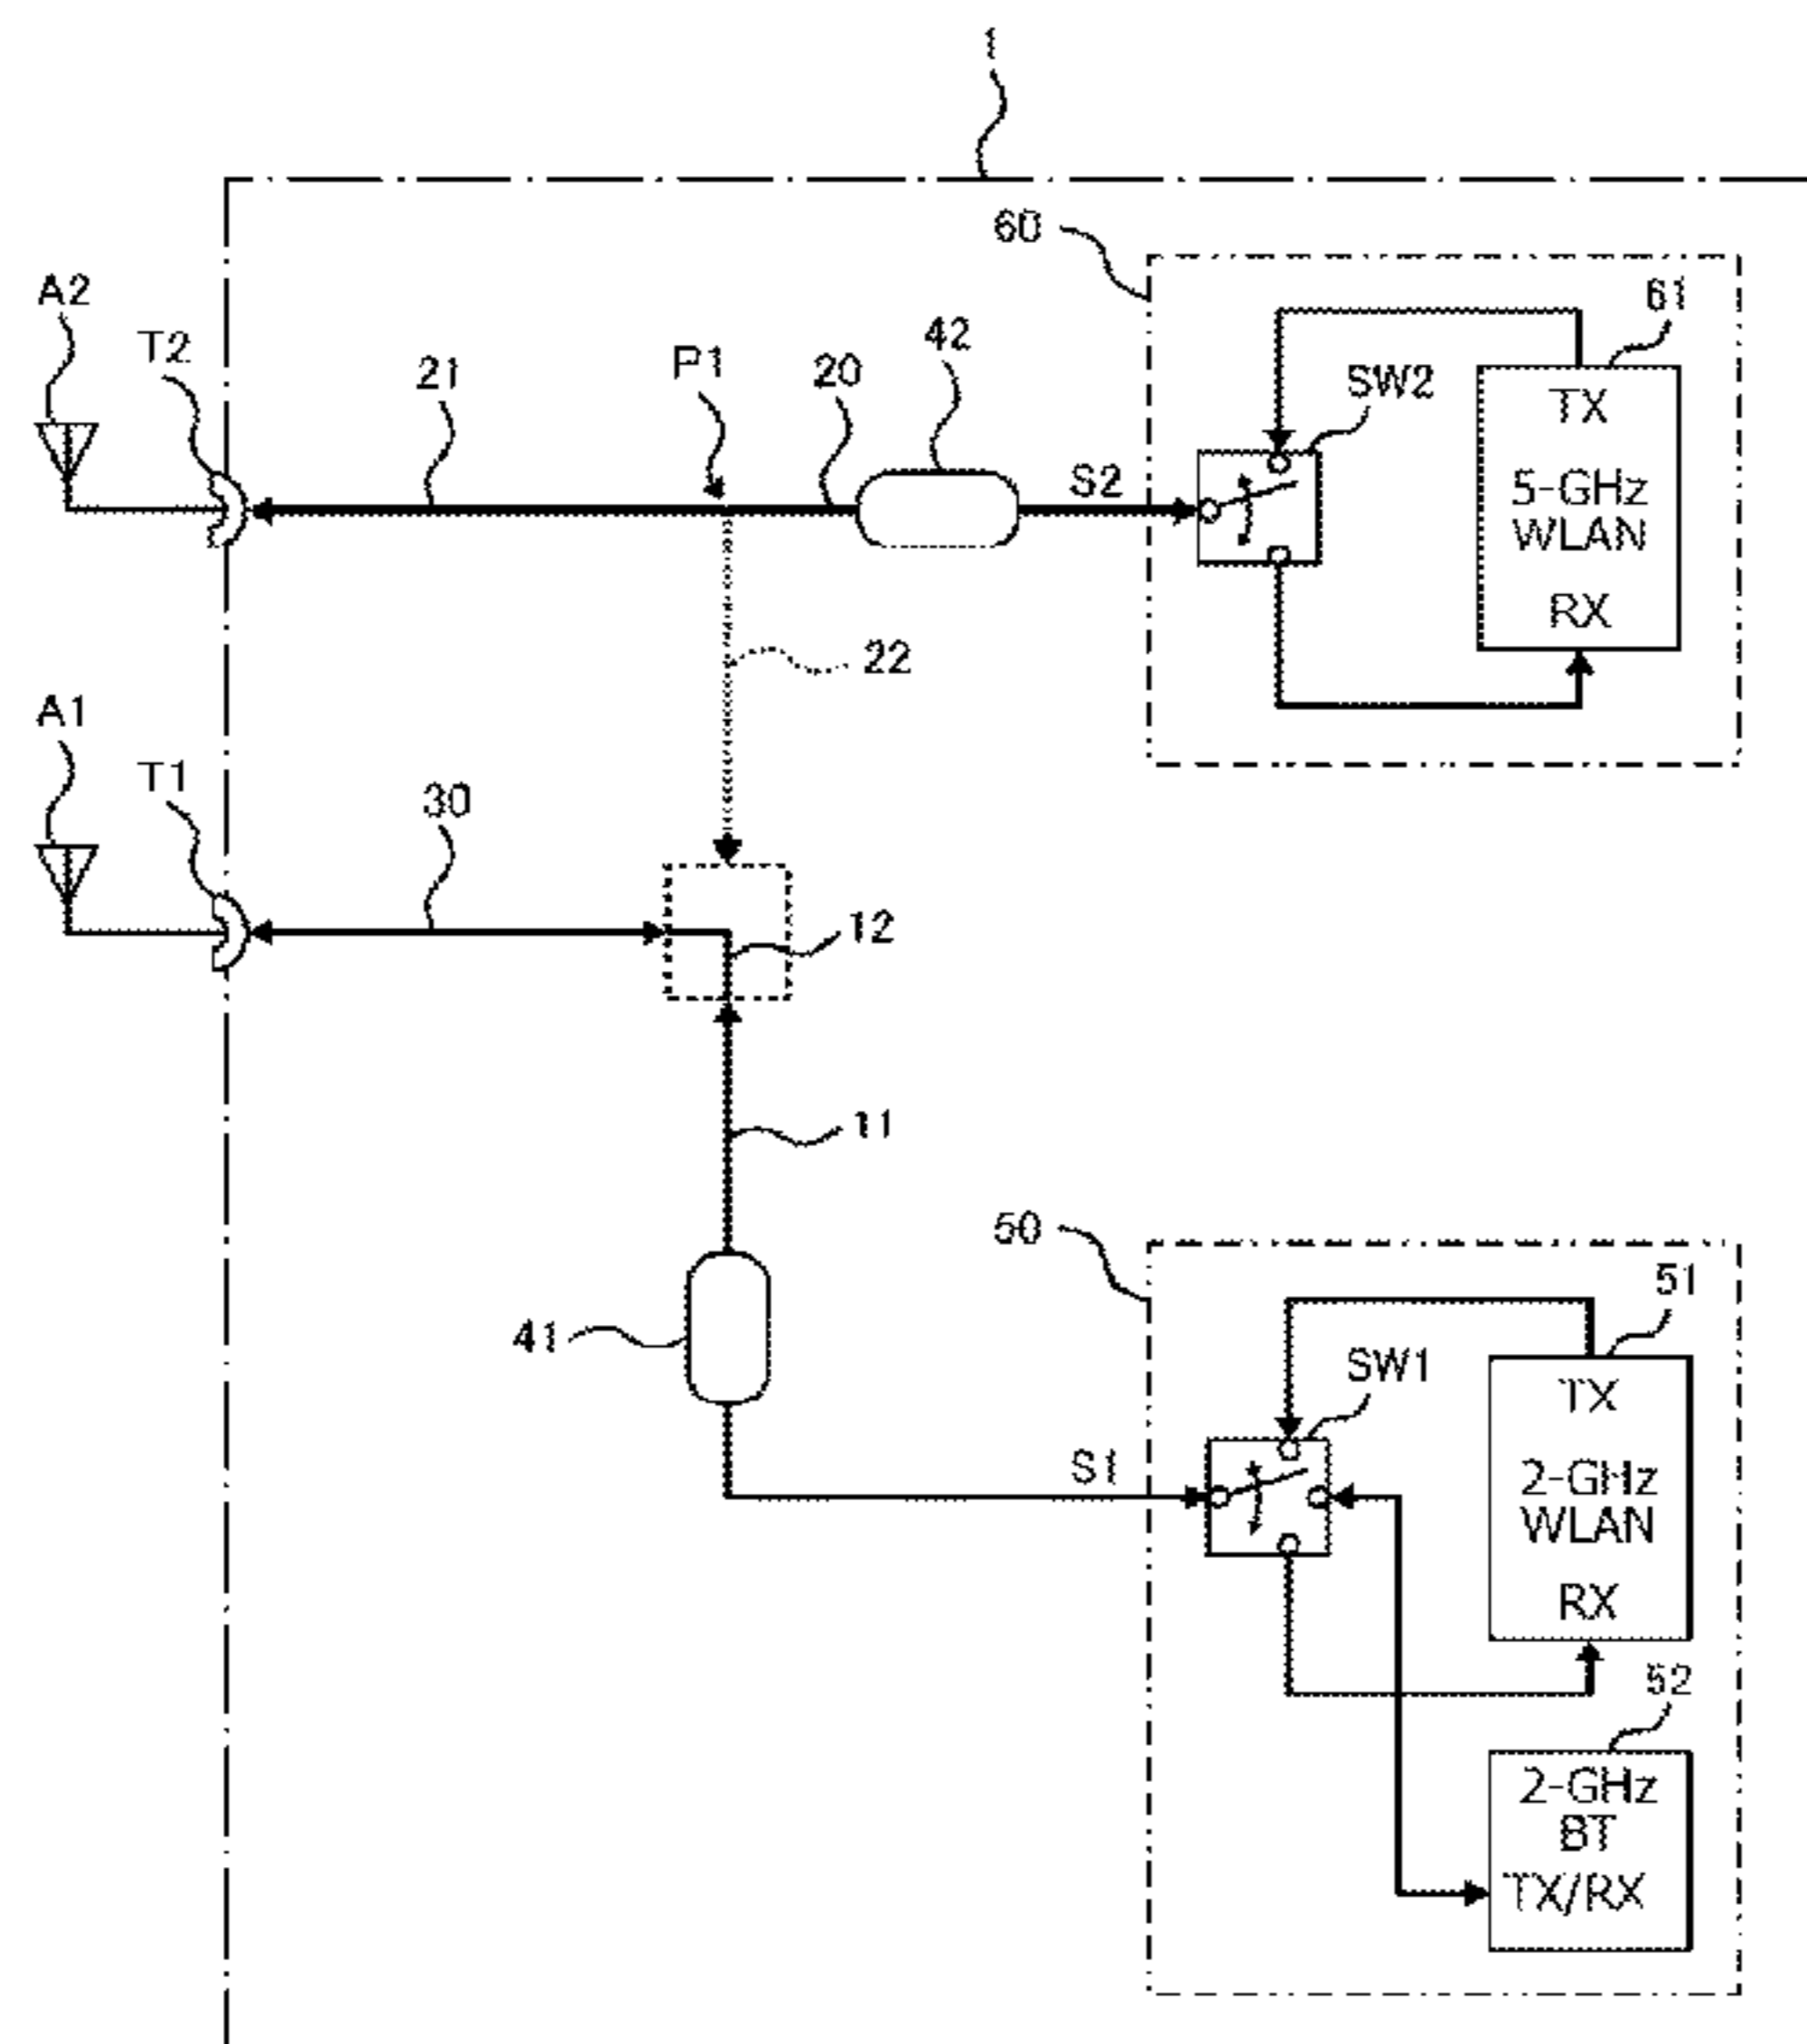 1
60
A2
T2
21
P1
20
42
S2
SW2
61
TX
5-GHz
WLAN
RX
22
A1
T1
30
12
11
50
41
S1
SW1
51
TX
2-GHz
WLAN
RX
52
2-GHz
BT
TX/RX